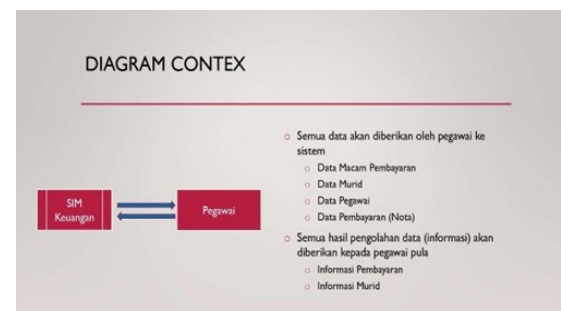 DIAGRAM CONTEX
SIM
Keuangan
Pegawai
Semua data akan diberikan oleh pegawai ke
sistem
Data Macam Pembayaran
Data Murid
Data Pegawai
Data Pembayaran (Nota)
Semua hasil pengolahan data (informasi) akan
diberikan kepada pegawai pula
Informasi Pembayaran
Informasi Murid